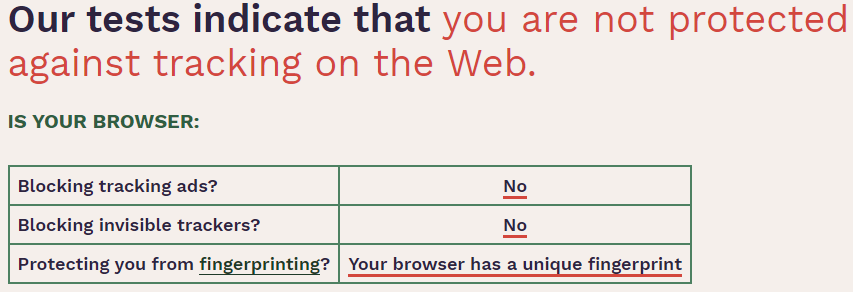 Our tests indicate that you are not protected
against tracking on the Web.
IS YOUR BROWSER:
Blocking tracking ads? No
Blocking invisible trackers? No
Protecting you from fingerprinting? Your browser has a unique fingerprint